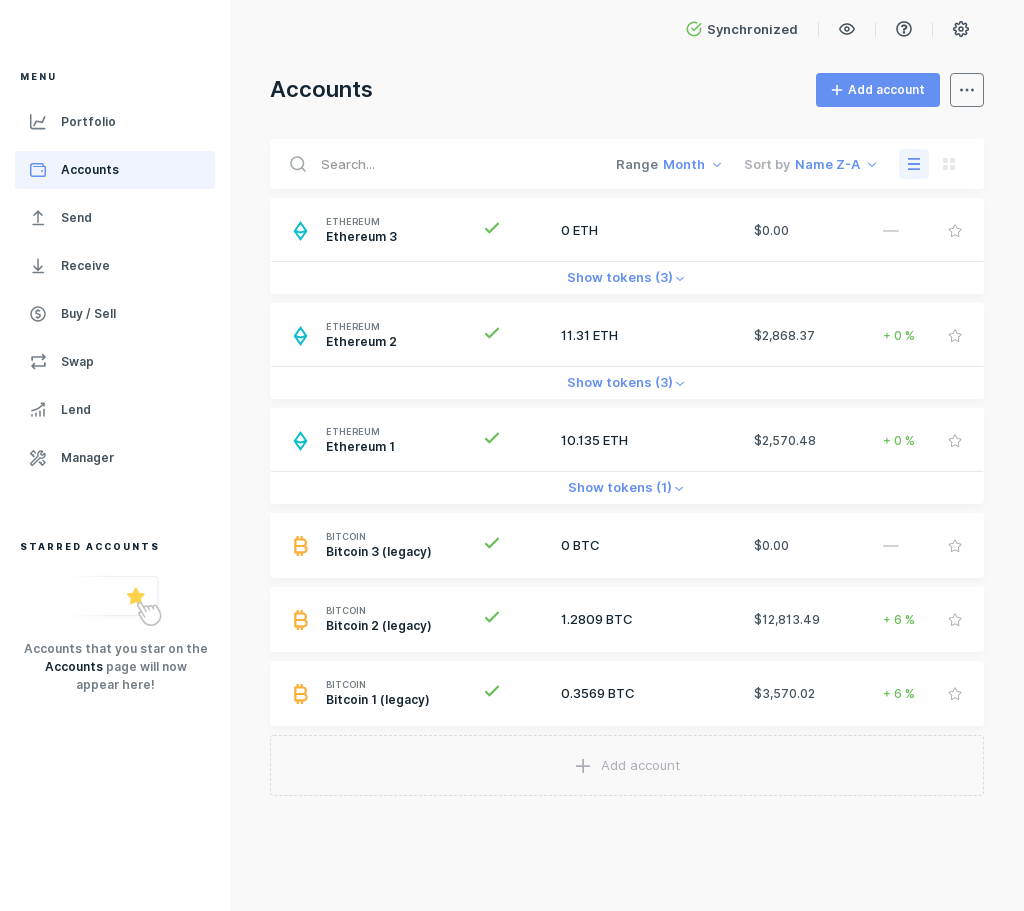 Synchronized
MENU
Portfolio
Accounts
Send
Receive
Buy / Sell
Swap
Lend
Manager
STARRED ACCOUNTS
Accounts that you star on the
Accounts page will now
appear here!
Accounts
Add account
Search...
Range Month
Sort by Name Z-A
ETHEREUM
Ethereum 3
0 ETH
$0.00
Show tokens (3)
ETHEREUM
Ethereum 2
11.31 ETH
$2,868.37
+ 0 %
Show tokens (3)
ETHEREUM
Ethereum 1
10.135 ETH
$2,570.48
+ 0 %
Show tokens (1)
BITCOIN
Bitcoin 3 (legacy)
0 BTC
$0.00
BITCOIN
Bitcoin 2 (legacy)
1.2809 BTC
$12,813.49
+ 6 %
BITCOIN
Bitcoin 1 (legacy)
0.3569 BTC
$3,570.02
+ 6 %
Add account